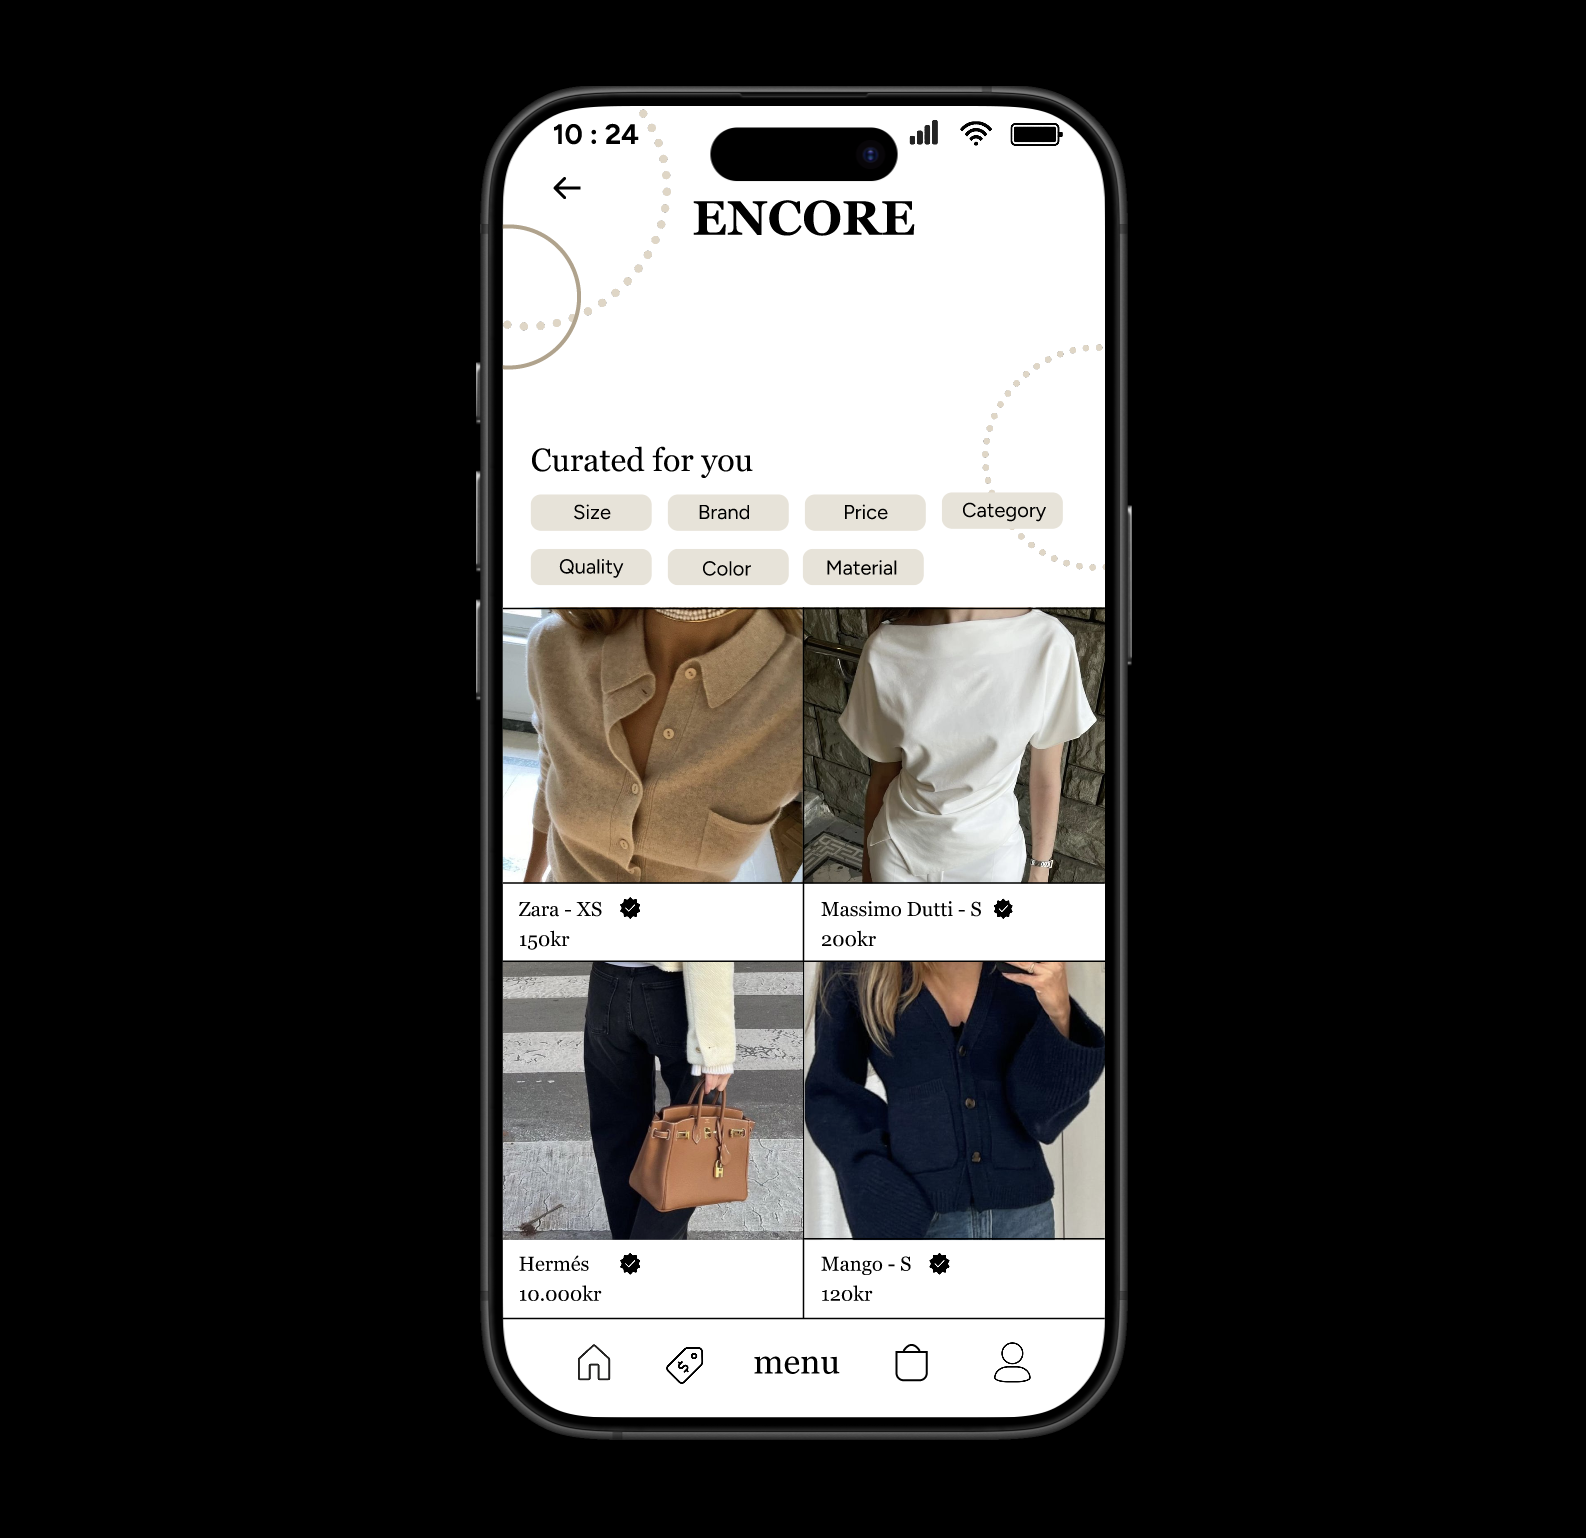 10 : 24
ENCORE
Curated for you
Size Brand Price Category
Quality Color Material
Zara - XS
150kr
Massimo Dutti - S
200kr
Hermés
10.000kr
Mango - S
120kr
menu